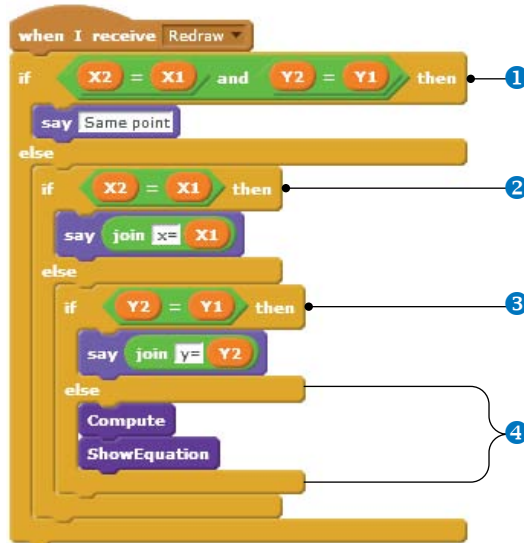 when I receive Redraw
if X2 = X1 and Y2 = Y1 then 1
say Same point
else
if X2 = X1 then 2
say join x= X1
else
if Y2 = Y1 then 3
say join y= Y2
else
Compute
4
ShowEquation